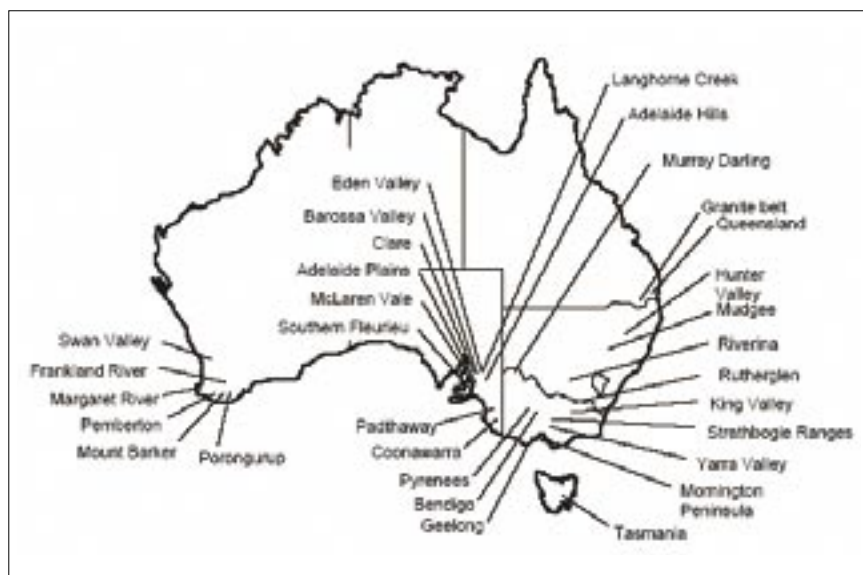 Langhorne Creek
Adelaide Hills
Murray Darling
Eden Valley
Barossa Valley
Clare
Adelaide Plains
McLaren Vale
Southern Fleurieu
Granite belt
Queensland
Hunter
Valley
Mudgee
Riverina
Rutherglen
King Valley
Strathbogie Ranges
Yarra Valley
Mornington
Peninsula
Tasmania
Swan Valley
Frankland River
Margaret River
Pemberton
Mount Barker
Porongurup
Padthaway
Coonawarra
Pyrenees
Bendigo
Geelong